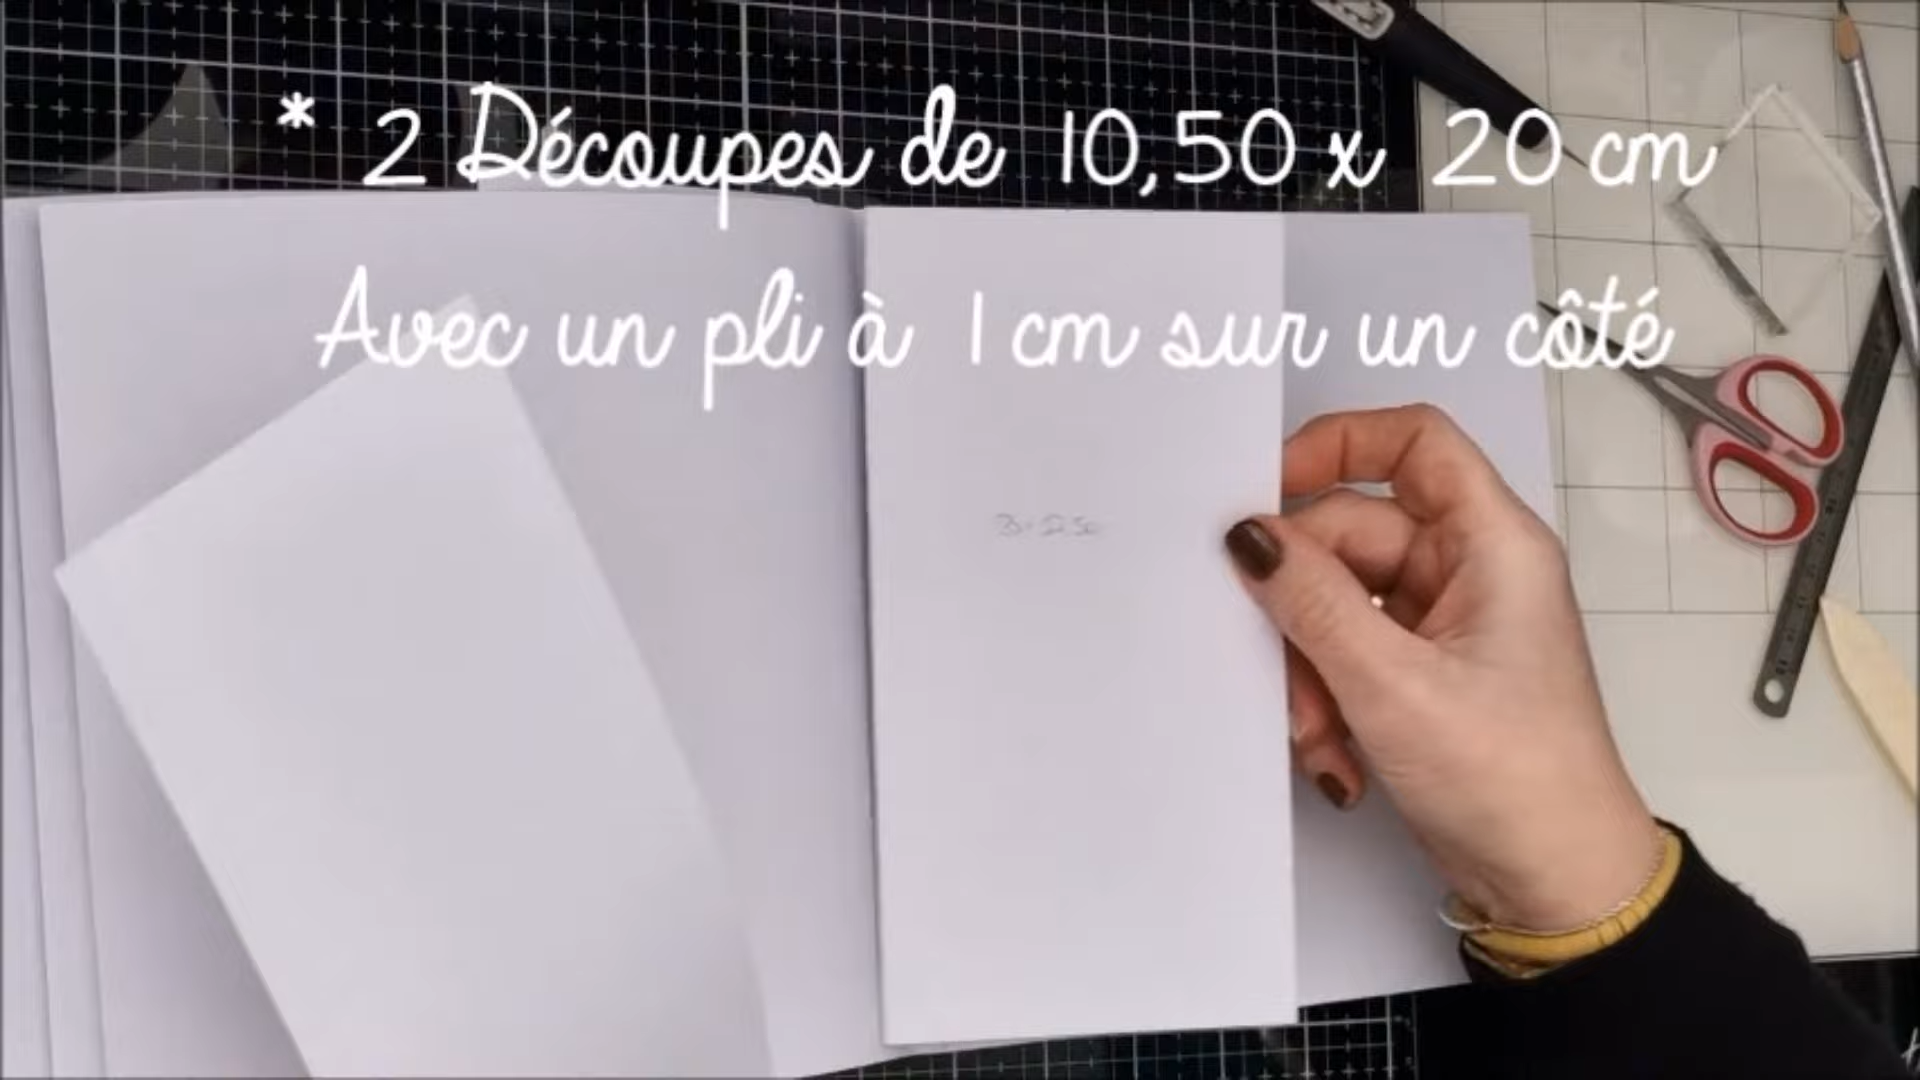 * 2 Découpes de 10,50 x 20 cm
Avec un pli à 1 cm sur un côté